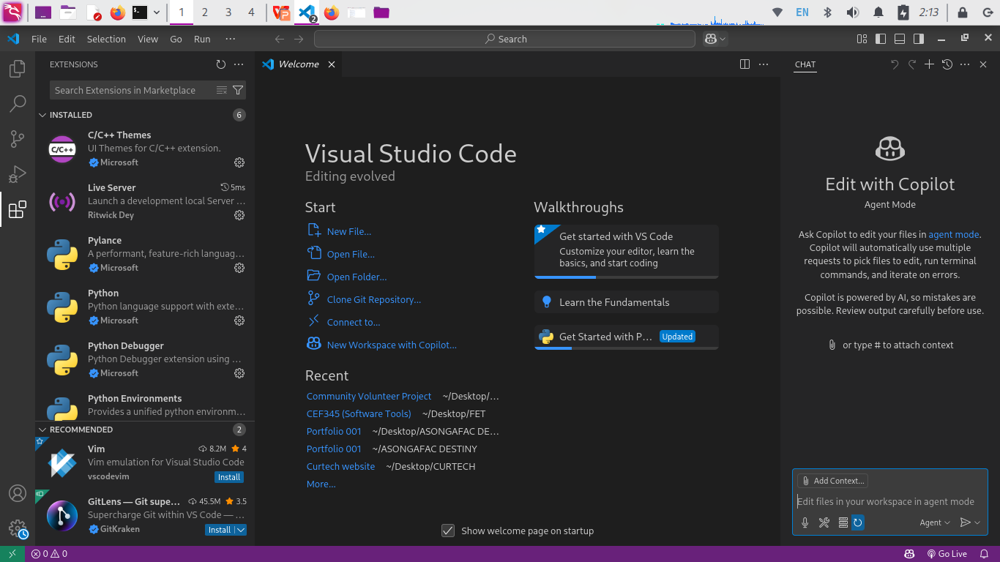 1 2 3 4
2
EN
2:13
File Edit Selection View Go Run ···
Search
EXTENSIONS
Search Extensions in Marketplace
INSTALLED 6
C/C++
C/C++ Themes
UI Themes for C/C++ extension.
Microsoft
Live Server 5ms
Launch a development local Server ...
Ritwick Dey
Pylance
A performant, feature-rich languag...
Microsoft
Python
Python language support with exte...
Microsoft
Python Debugger
Python Debugger extension using ...
Microsoft
Python Environments
Provides a unified python environm...
RECOMMENDED 2
Vim 8.2M 4
Vim emulation for Visual Studio Code
vscodevim Install
GitLens — Git supe... 45.5M 3.5
Supercharge Git within VS Code — ...
GitKraken Install
Welcome
Visual Studio Code
Editing evolved
Start
New File...
Open File...
Open Folder...
Clone Git Repository...
Connect to...
New Workspace with Copilot...
Recent
Community Volunteer Project ~/Desktop/...
CEF345 (Software Tools) ~/Desktop/FET
Portfolio 001 ~/Desktop/ASONGAFAC DE...
Portfolio 001 ~/ASONGAFAC DESTINY
Curtech website ~/Desktop/CURTECH
More...
Walkthroughs
Get started with VS Code
Customize your editor, learn the
basics, and start coding
Learn the Fundamentals
Get Started with P... Updated
Show welcome page on startup
CHAT
Edit with Copilot
Agent Mode
Ask Copilot to edit your files in agent mode.
Copilot will automatically use multiple
requests to pick files to edit, run terminal
commands, and iterate on errors.
Copilot is powered by AI, so mistakes are
possible. Review output carefully before use.
or type # to attach context
Add Context...
Edit files in your workspace in agent mode
Agent
0 0
Go Live